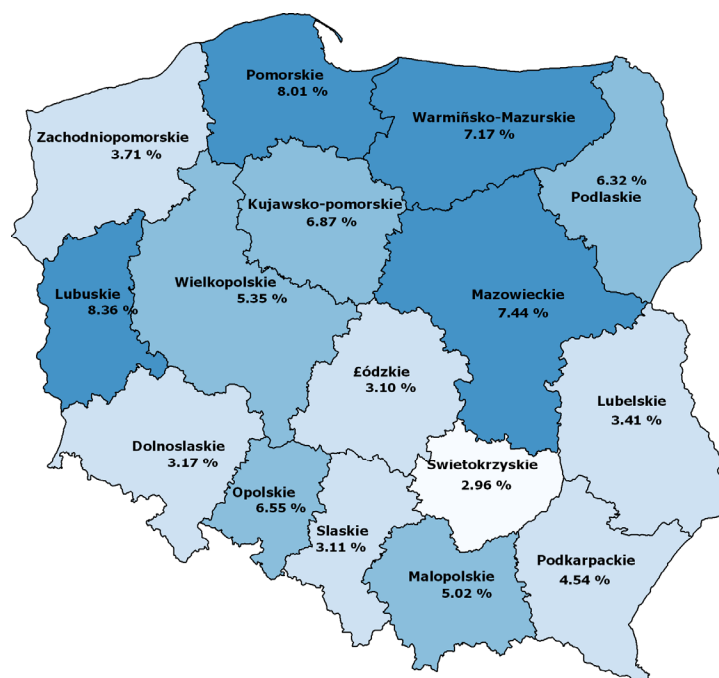 Pomorskie
8.01 %
Warmiñsko-Mazurskie
7.17 %
Zachodniopomorskie
3.71 %
6.32 %
Podlaskie
Kujawsko-pomorskie
6.87 %
Lubuskie
8.36 %
Wielkopolskie
5.35 %
Mazowieckie
7.44 %
£ódzkie
3.10 %
Lubelskie
3.41 %
Dolnoslaskie
3.17 %
Swietokrzyskie
2.96 %
Opolskie
6.55 %
Slaskie
3.11 %
Malopolskie
5.02 %
Podkarpackie
4.54 %